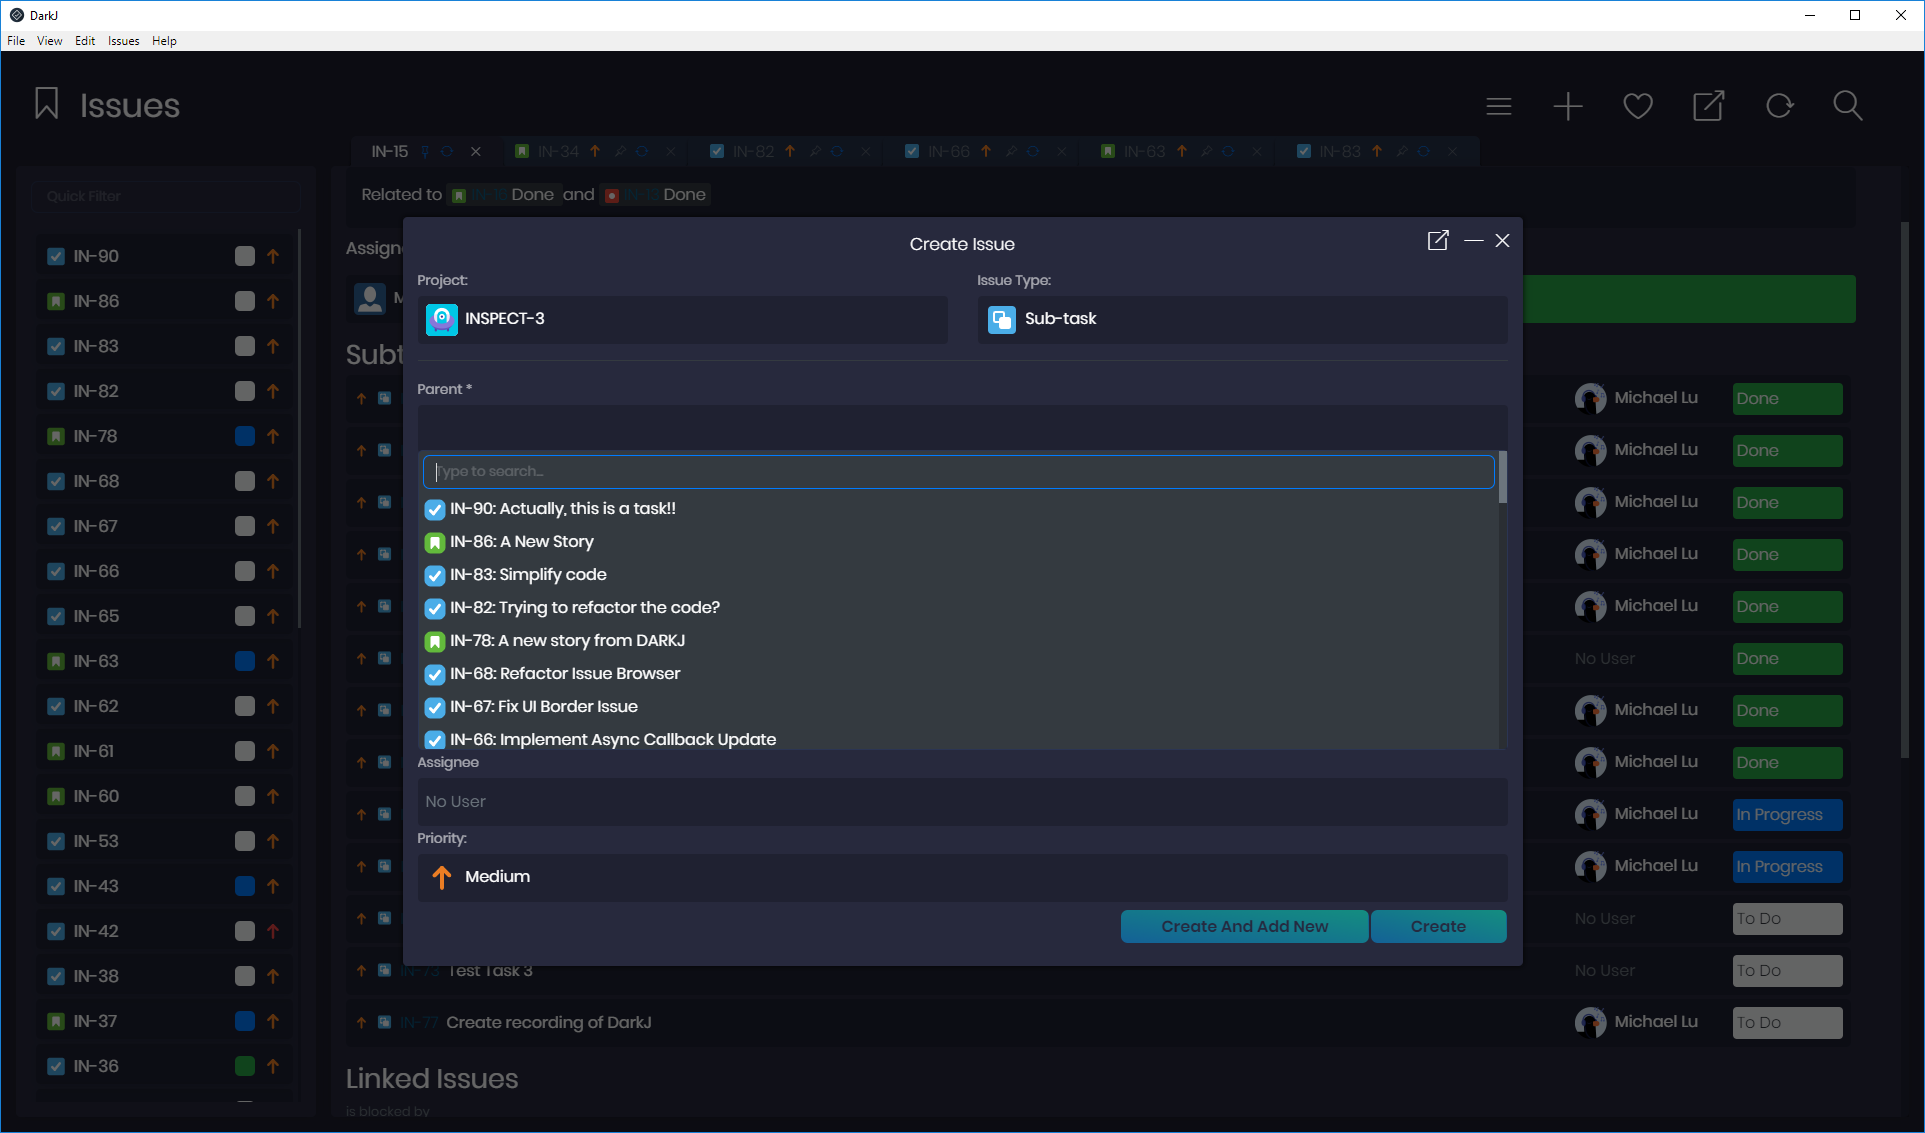 DarkJ
File View Edit Issues Help
Issues
IN-15 IN-34 IN-82 IN-66 IN-63 IN-83
Quick Filter
Related to Done and Done
IN-90
IN-86
IN-83
IN-82
IN-78
IN-68
IN-67
IN-66
IN-65
IN-63
IN-62
IN-61
IN-60
IN-53
IN-43
IN-42
IN-38
IN-37
IN-36
Assign
M
Subt
Create Issue
Project:
Issue Type:
INSPECT-3
Sub-task
Parent *
Type to search...
IN-90: Actually, this is a task!!
IN-86: A New Story
IN-83: Simplify code
IN-82: Trying to refactor the code?
IN-78: A new story from DARKJ
IN-68: Refactor Issue Browser
IN-67: Fix UI Border Issue
IN-66: Implement Async Callback Update
Assignee
No User
Priority:
Medium
Create And Add New
Create
Michael Lu Done
Michael Lu Done
Michael Lu Done
Michael Lu Done
Michael Lu Done
No User Done
Michael Lu Done
Michael Lu Done
Michael Lu In Progress
Michael Lu In Progress
No User To Do
IN-73 Test Task 3 No User To Do
IN-77 Create recording of DarkJ Michael Lu To Do
Linked Issues
is blocked by